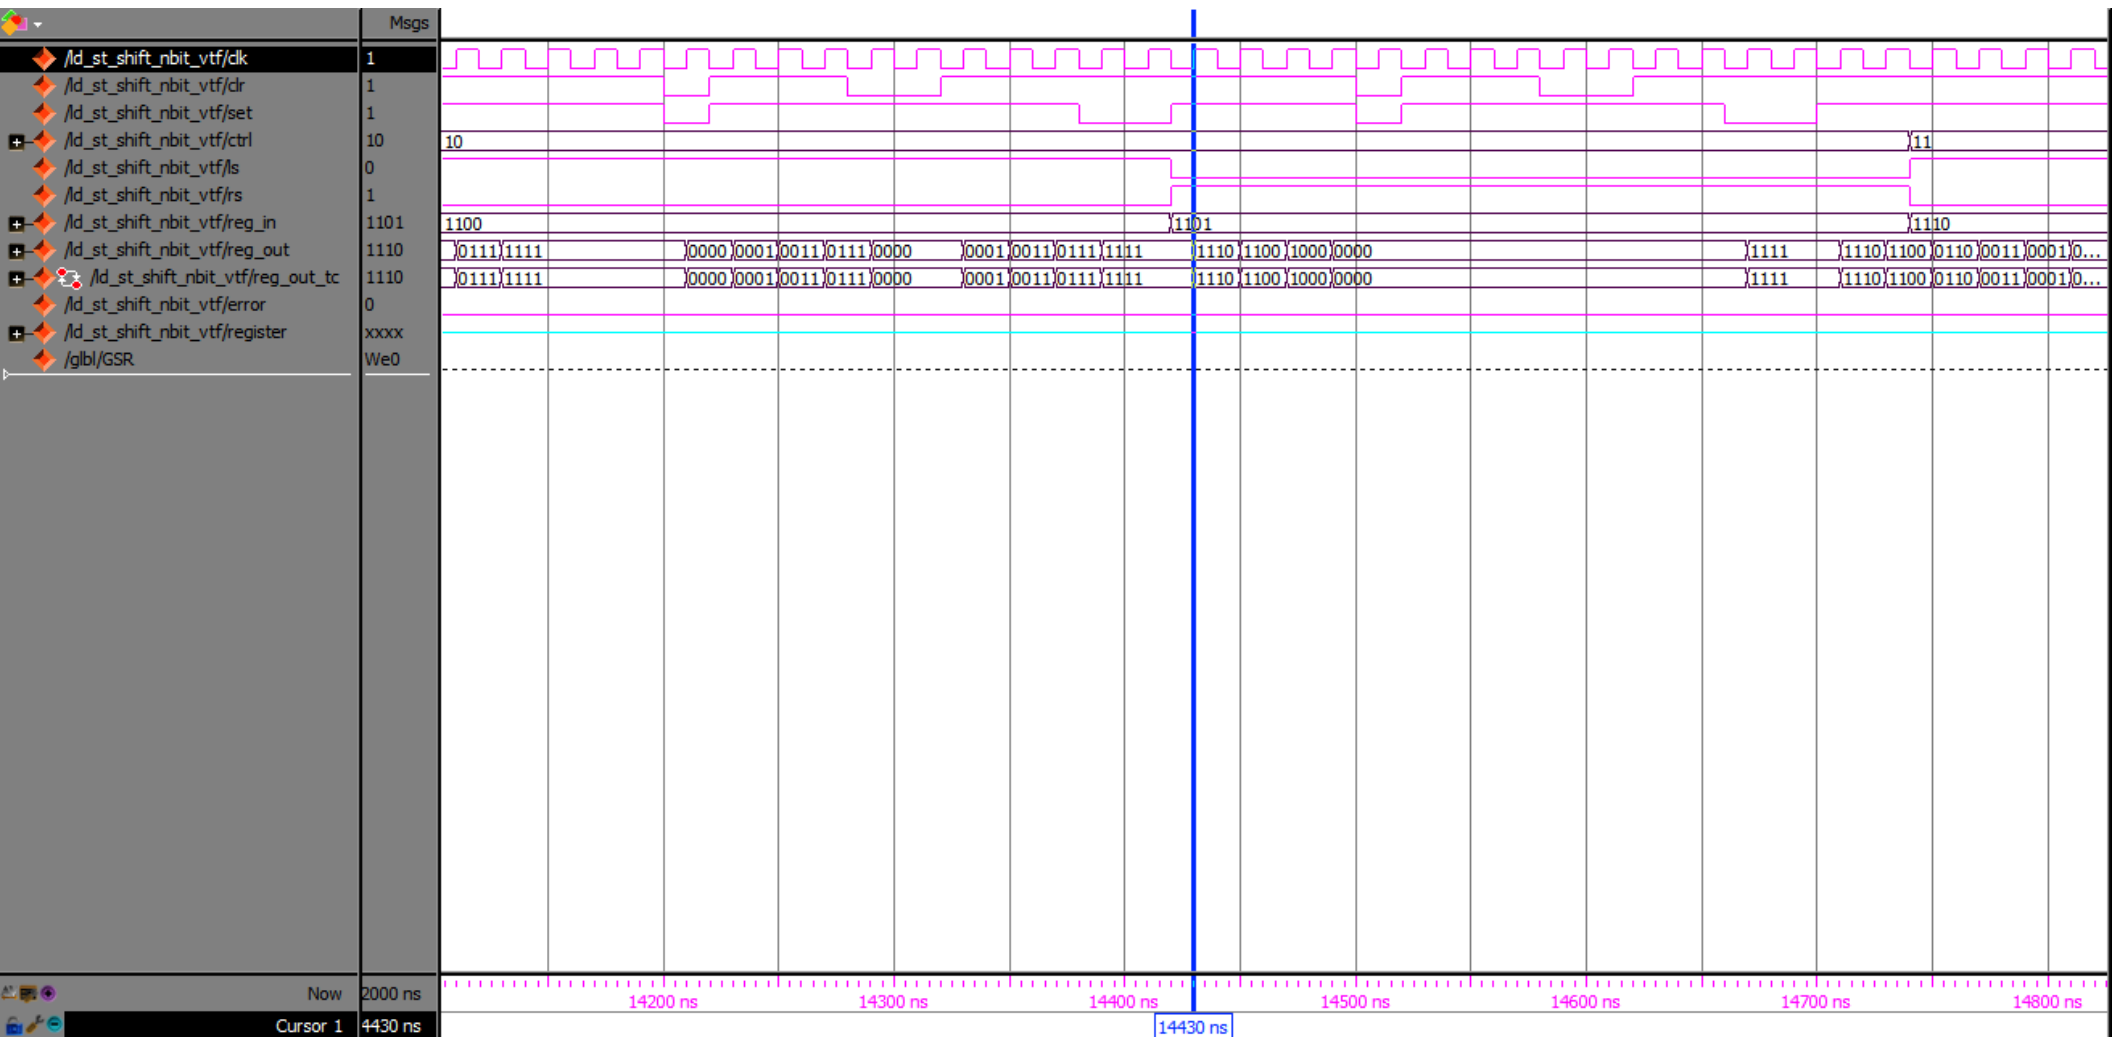 Msgs
/ld_st_shift_nbit_vtf/clk 1
/ld_st_shift_nbit_vtf/clr 1
/ld_st_shift_nbit_vtf/set 1
/ld_st_shift_nbit_vtf/ctrl 10 10 11
/ld_st_shift_nbit_vtf/ls 0
/ld_st_shift_nbit_vtf/rs 1
/ld_st_shift_nbit_vtf/reg_in 1101 1100 1101 1110
/ld_st_shift_nbit_vtf/reg_out 1110 0111 1111 0000 0001 0011 0111 0000 0001 0011 0111 1111 1110 1100 1000 0000 1111 1110 1100 0110 0011 0001 0...
/ld_st_shift_nbit_vtf/reg_out_tc 1110 0111 1111 0000 0001 0011 0111 0000 0001 0011 0111 1111 1110 1100 1000 0000 1111 1110 1100 0110 0011 0001 0...
/ld_st_shift_nbit_vtf/error 0
/ld_st_shift_nbit_vtf/register xxxx
/glbl/GSR We0
Now 2000 ns 14200 ns 14300 ns 14400 ns 14500 ns 14600 ns 14700 ns 14800 ns
Cursor 1 4430 ns 14430 ns